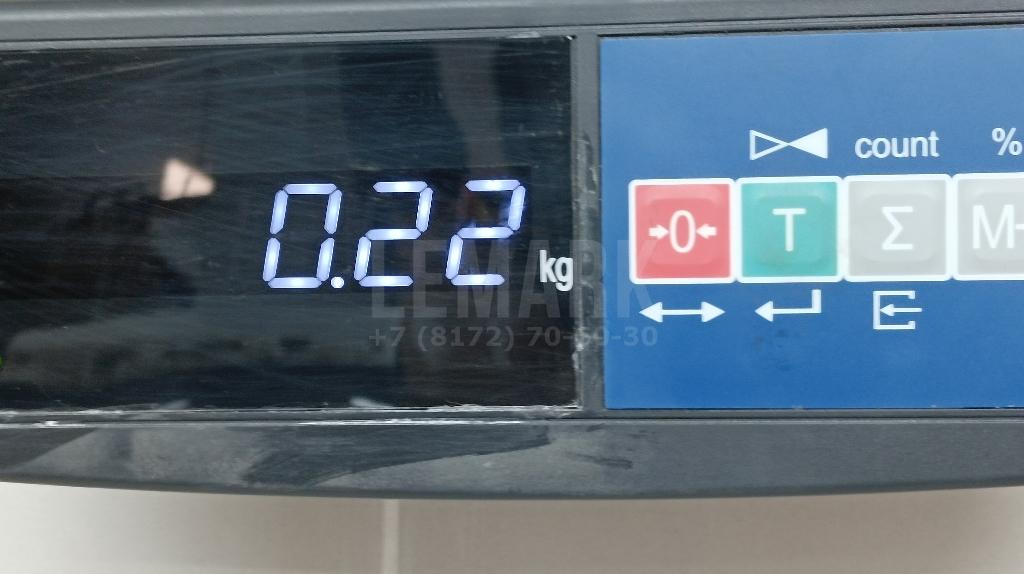 count %
0.22 kg
0 T Σ M+
LEMARK
+7 (8172) 70-50-30